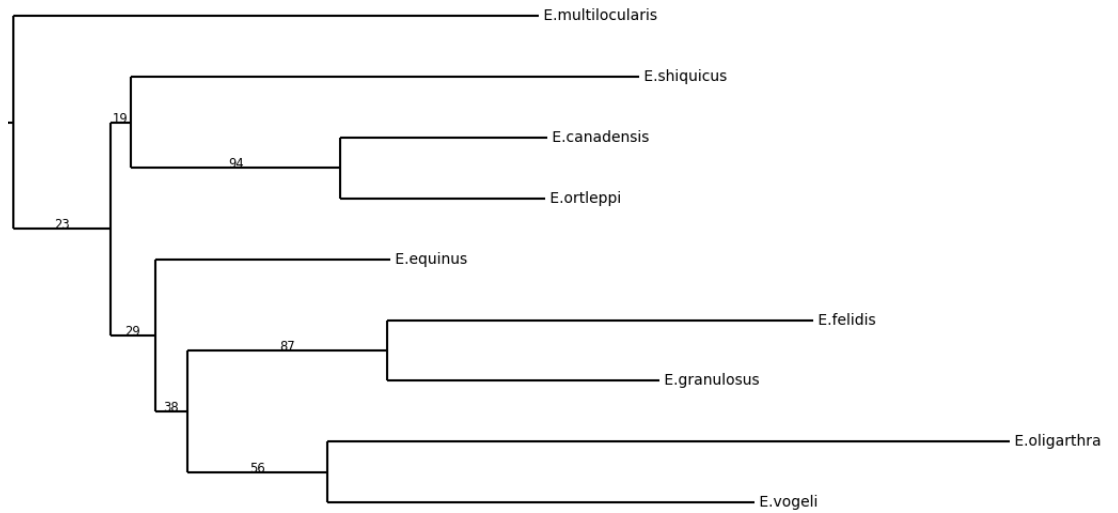 E.multilocularis
E.shiquicus
19
E.canadensis
94
E.ortleppi
23
E.equinus
29
E.felidis
87
E.granulosus
38
E.oligarthra
56
E.vogeli